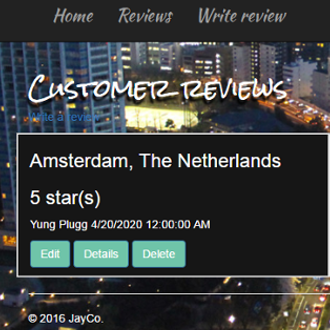 Home Reviews Write review
Customer reviews
Write a review
Amsterdam, The Netherlands
5 star(s)
Yung Plugg 4/20/2020 12:00:00 AM
Edit Details Delete
© 2016 JayCo.